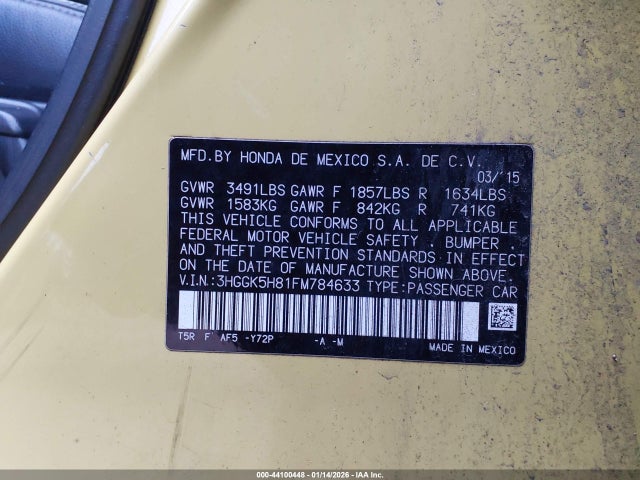 MFD.BY HONDA DE MEXICO S.A. DE C.V.
03/'15
GVWR 3491LBS GAWR F 1857LBS R 1634LBS
GVWR 1583KG GAWR F 842KG R 741KG
THIS VEHICLE CONFORMS TO ALL APPLICABLE
FEDERAL MOTOR VEHICLE SAFETY , BUMPER ,
AND THEFT PREVENTION STANDARDS IN EFFECT
ON THE DATE OF MANUFACTURE SHOWN ABOVE.
V.I.N.:3HGGK5H81FM784633 TYPE:PASSENGER CAR
T5R F AF5 -Y72P -A -M
MADE IN MEXICO
000-44100448 - 01/14/2026 - IAA Inc.